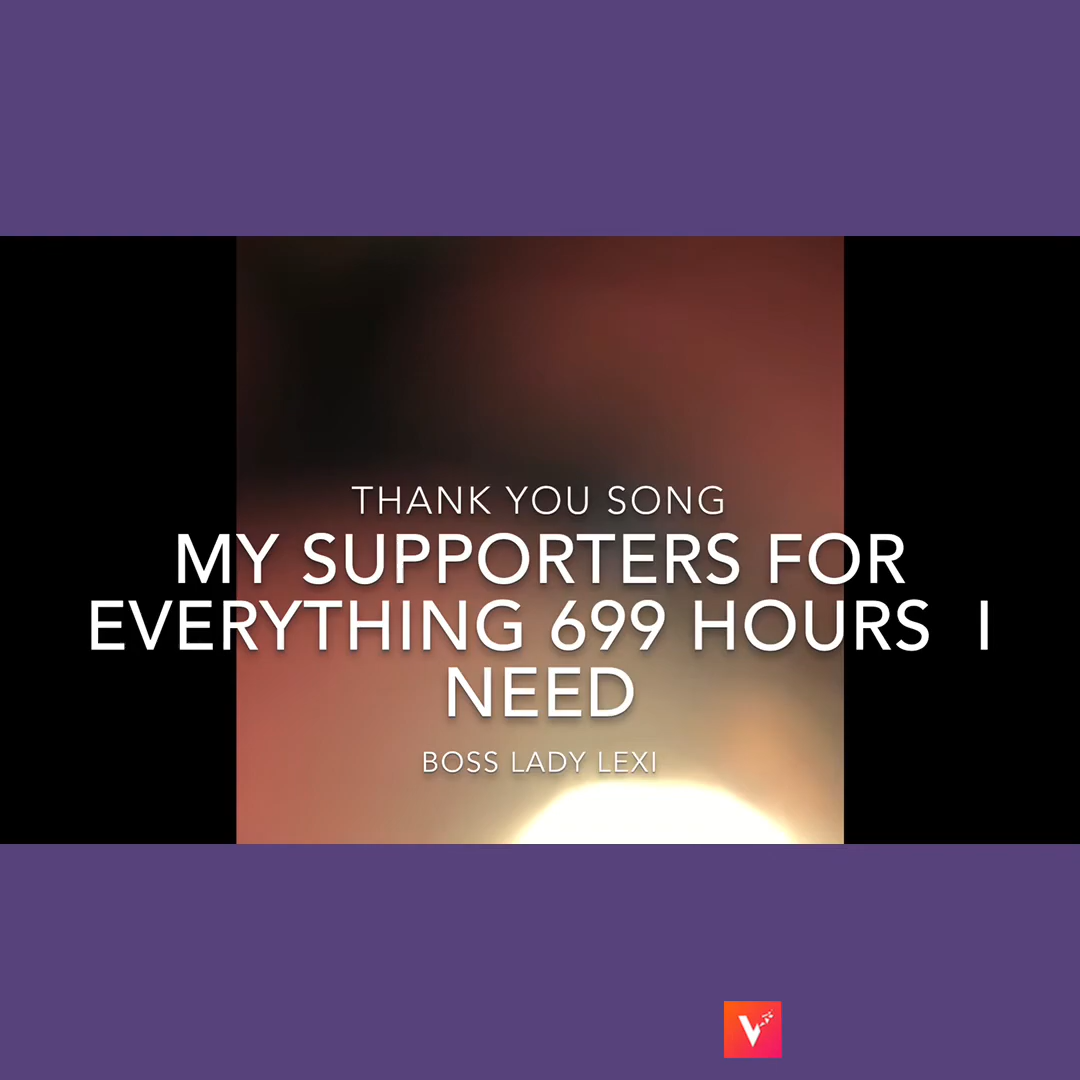 THANK YOU SONG
MY SUPPORTERS FOR
EVERYTHING 699 HOURS  I
NEED
BOSS LADY LEXI